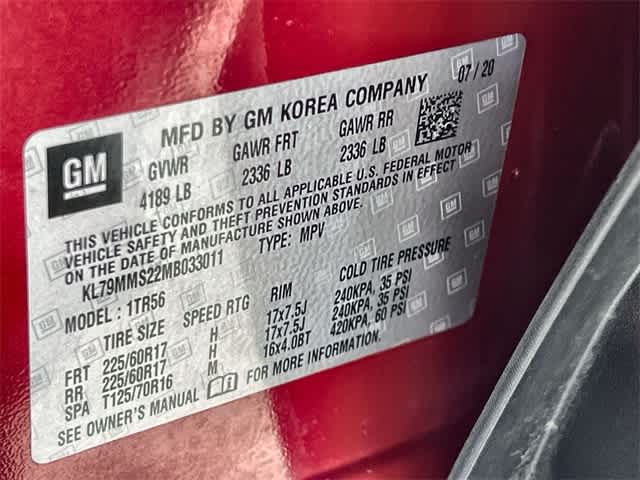 MFD BY GM KOREA COMPANY 07/20
GM
GVWR GAWR FRT GAWR RR
4189 LB 2336 LB 2336 LB
THIS VEHICLE CONFORMS TO ALL APPLICABLE U.S. FEDERAL MOTOR
VEHICLE SAFETY AND THEFT PREVENTION STANDARDS IN EFFECT
ON THE DATE OF MANUFACTURE SHOWN ABOVE.
KL79MMS22MB033011 TYPE: MPV
MODEL: 1TR56
TIRE SIZE SPEED RTG RIM COLD TIRE PRESSURE
FRT 225/60R17 H 17x7.5J 240KPA, 35 PSI
RR 225/60R17 H 17x7.5J 240KPA, 35 PSI
SPA T125/70R16 M 16x4.0BT 420KPA, 60 PSI
SEE OWNER'S MANUAL FOR MORE INFORMATION.